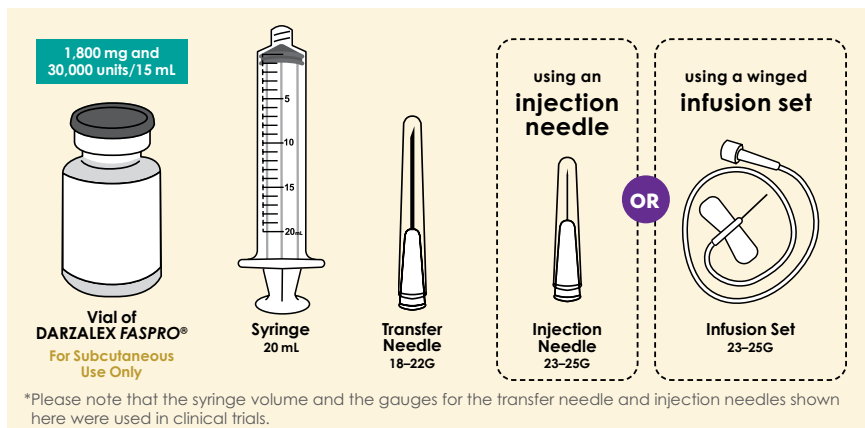 1,800 mg and
30,000 units/15 mL
using an
injection
needle
using a winged
infusion set
5
10
15
20mL
OR
Vial of
DARZALEX FASPRO®
For Subcutaneous
Use Only
Syringe
20 mL
Transfer
Needle
18–22G
Injection
Needle
23–25G
Infusion Set
23–25G
*Please note that the syringe volume and the gauges for the transfer needle and injection needles shown
here were used in clinical trials.